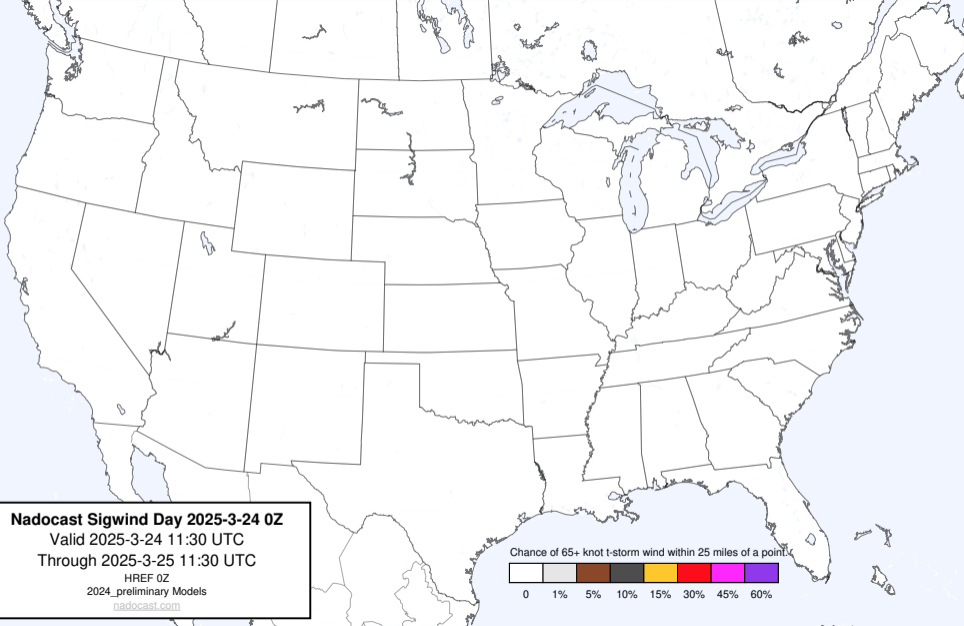 Nadocast Sigwind Day 2025-3-24 0Z
Valid 2025-3-24 11:30 UTC
Through 2025-3-25 11:30 UTC
HREF 0Z
2024_preliminary Models
nadocast.com
Chance of 65+ knot t-storm wind within 25 miles of a point.
0 1% 5% 10% 15% 30% 45% 60%